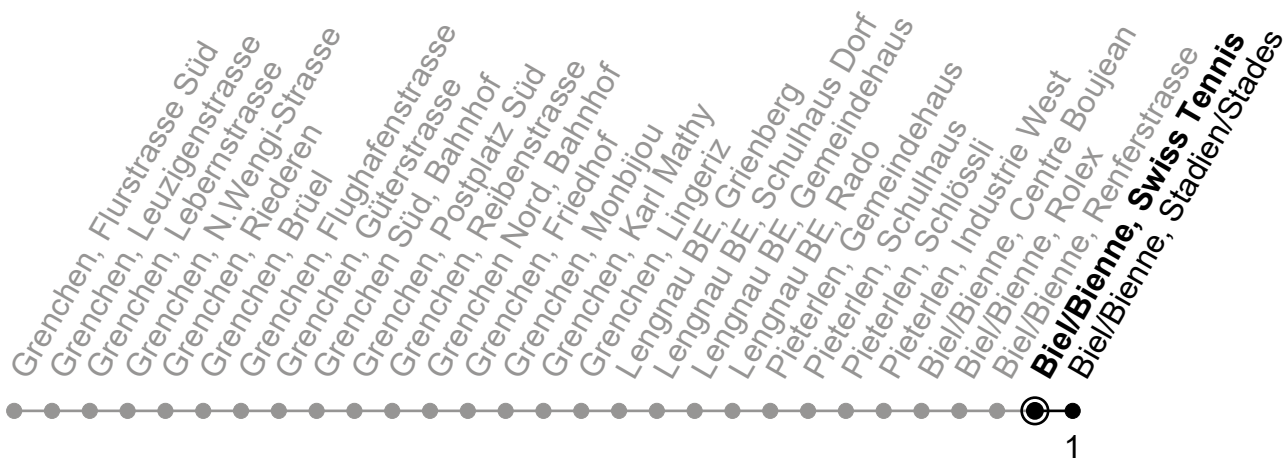 Grenchen, Flurstrasse Süd
Grenchen, Leuzigenstrasse
Grenchen, Lebernstrasse
Grenchen, N.Wengi-Strasse
Grenchen, Riederen
Grenchen, Brüel
Grenchen, Flughafenstrasse
Grenchen, Güterstrasse
Grenchen Süd, Bahnhof
Grenchen, Postplatz Süd
Grenchen, Reibenstrasse
Grenchen Nord, Bahnhof
Grenchen, Friedhof
Grenchen, Monbijou
Grenchen, Karl Mathy
Grenchen, Lingeriz
Lengnau BE, Grienberg
Lengnau BE, Schulhaus Dorf
Lengnau BE, Gemeindehaus
Lengnau BE, Rado
Pieterlen, Gemeindehaus
Pieterlen, Schulhaus
Pieterlen, Schlössli
Pieterlen, Industrie West
Biel/Bienne, Centre Boujean
Biel/Bienne, Rolex
Biel/Bienne, Renferstrasse
Biel/Bienne, Swiss Tennis
Biel/Bienne, Stadien/Stades
1